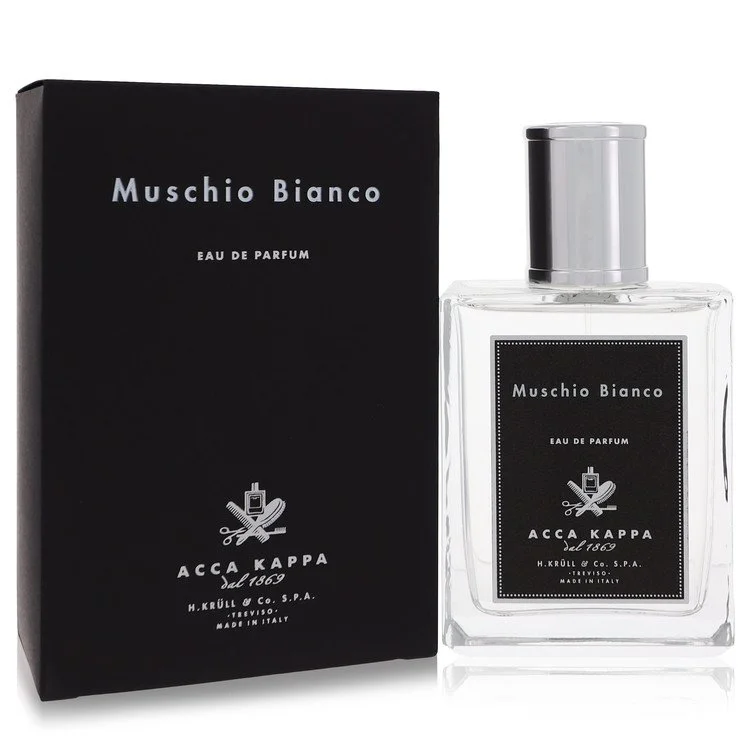 Muschio Bianco
EAU DE PARFUM
ACCA KAPPA
dal 1869
H.KRÜLL & Co. S.P.A.
·TREVISO·
MADE IN ITALY
Muschio Bianco
EAU DE PARFUM
ACCA KAPPA
dal 1869
H.KRÜLL & Co. S.P.A.
·TREVISO·
MADE IN ITALY